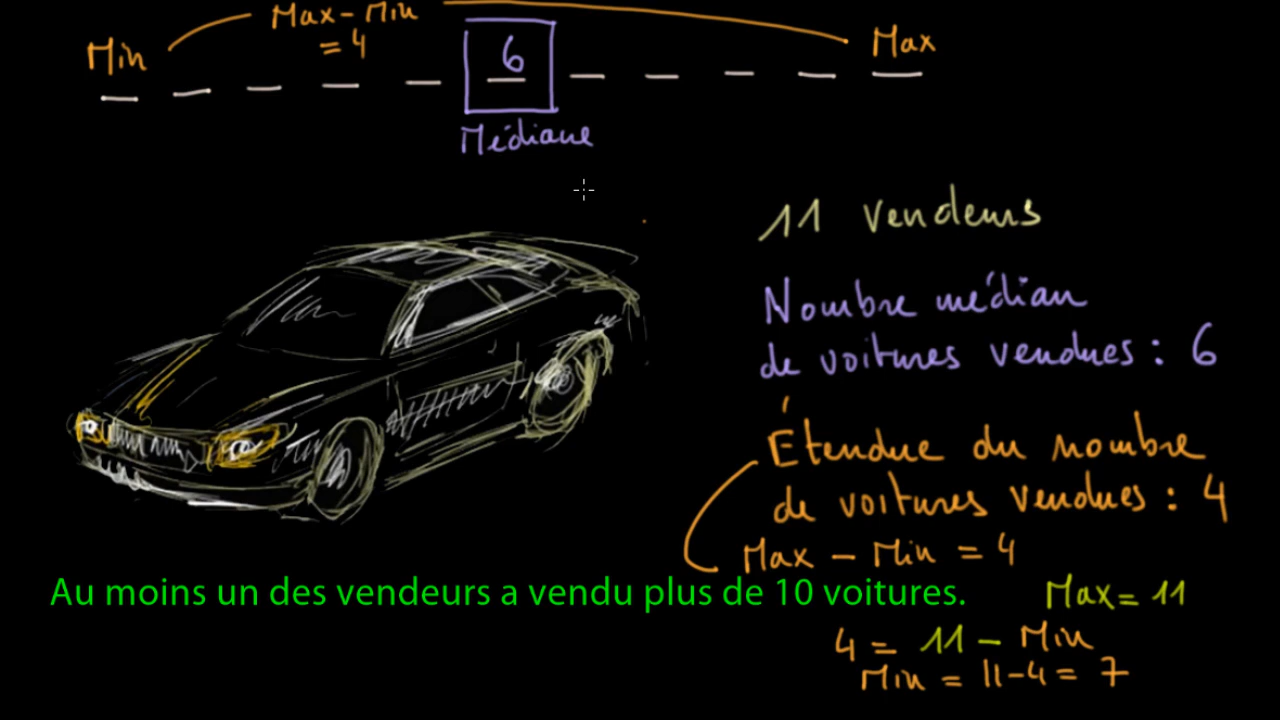 Max - Min
= 4
Min
Max
6
Médiane
11 vendeurs
Nombre médian
de voitures vendues : 6
Étendue du nombre
de voitures vendues : 4
Max - Min = 4
Au moins un des vendeurs a vendu plus de 10 voitures.
Max = 11
4 = 11 - Min
Min = 11-4 = 7